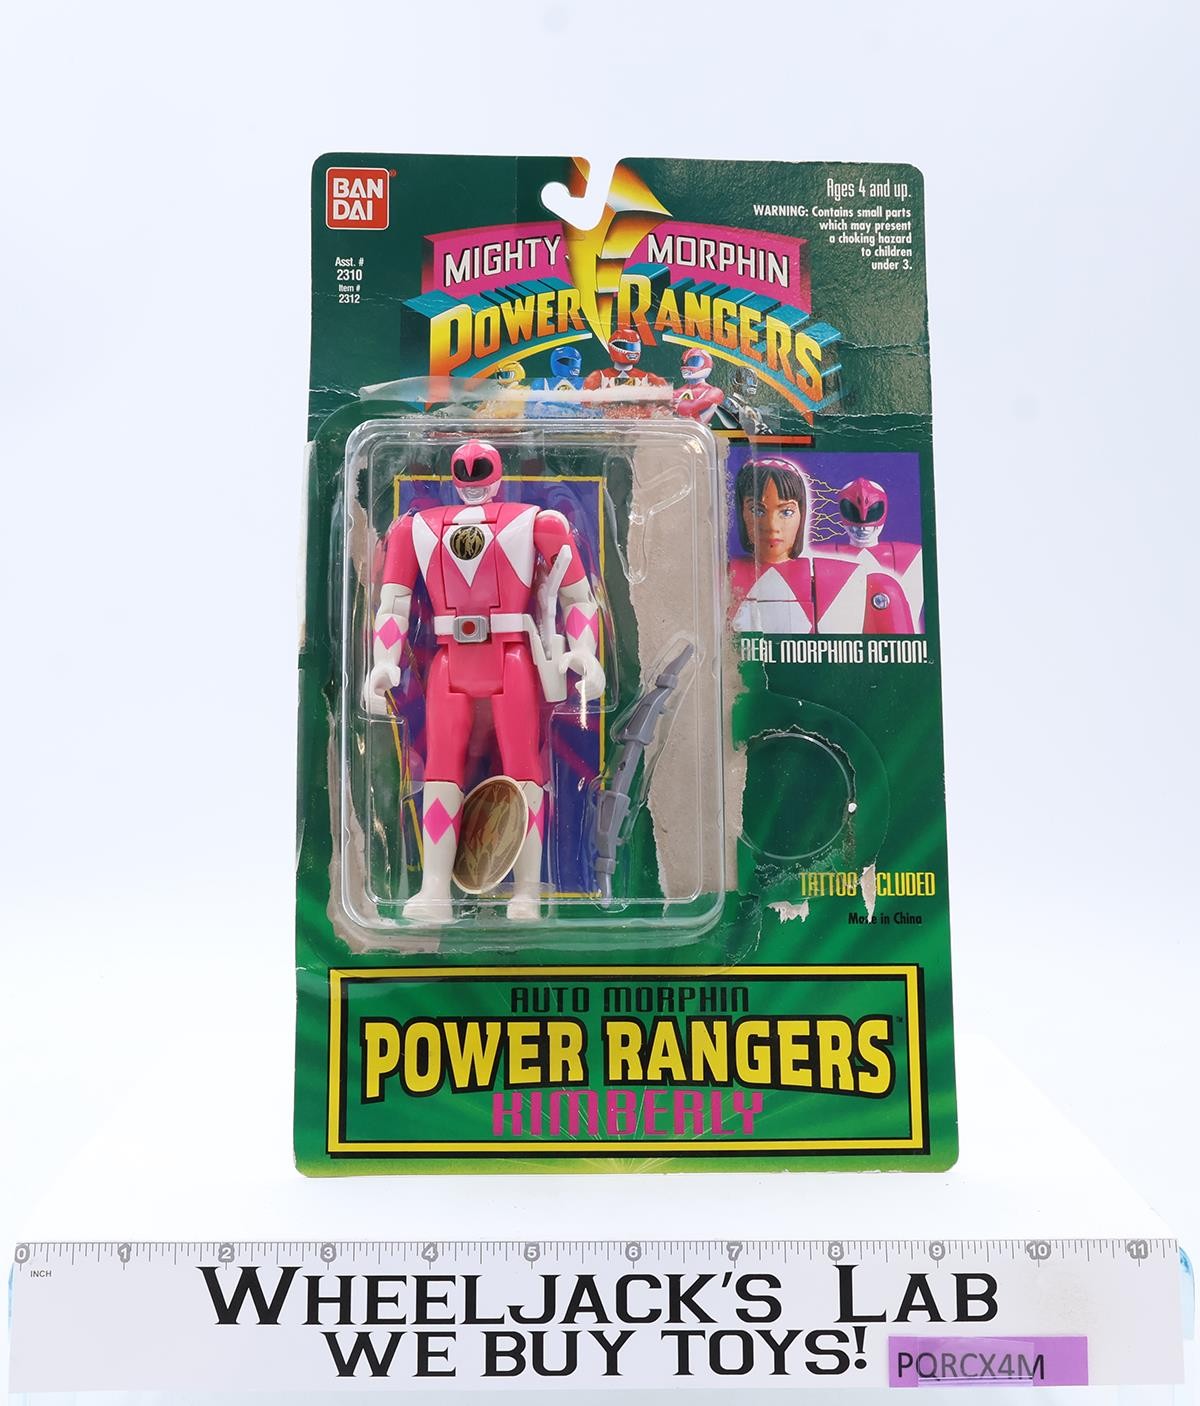 BAN
DAI
Asst. #
2310
Item #
2312
Ages 4 and up.
WARNING: Contains small parts
which may present
a choking hazard
to children
under 3.
MIGHTY MORPHIN
POWER RANGERS
REAL MORPHING ACTION!
TATTOO CLUDED
Made in China
AUTO MORPHIN
POWER RANGERS™
KIMBERLY
0 1 2 3 4 5 6 7 8 9 10 11
INCH
WHEELJACK'S LAB
WE BUY TOYS!
PQRCX4M